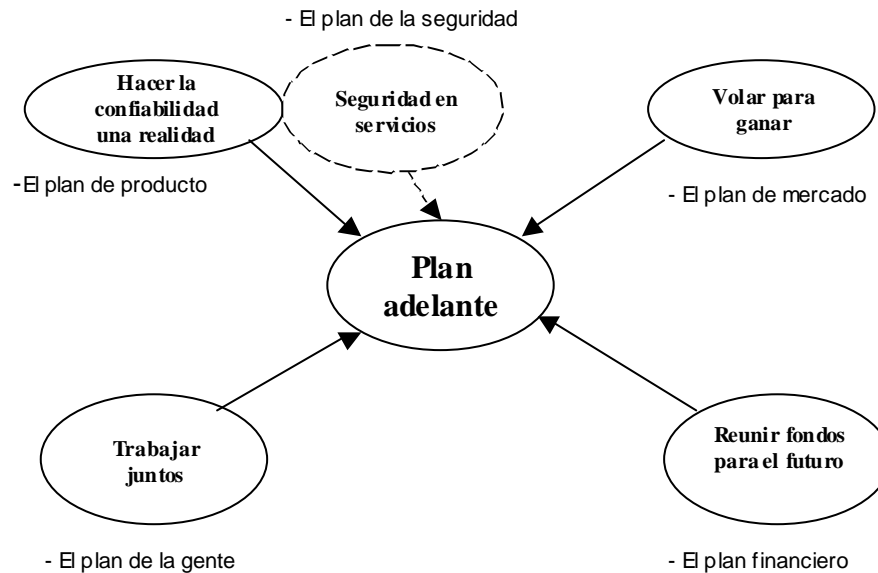 - El plan de la seguridad
Hacer la
confiabilidad
una realidad
Seguridad en
servicios
Volar para
ganar
-El plan de producto
- El plan de mercado
Plan
adelante
Trabajar
juntos
Reunir fondos
para el futuro
- El plan de la gente
- El plan financiero